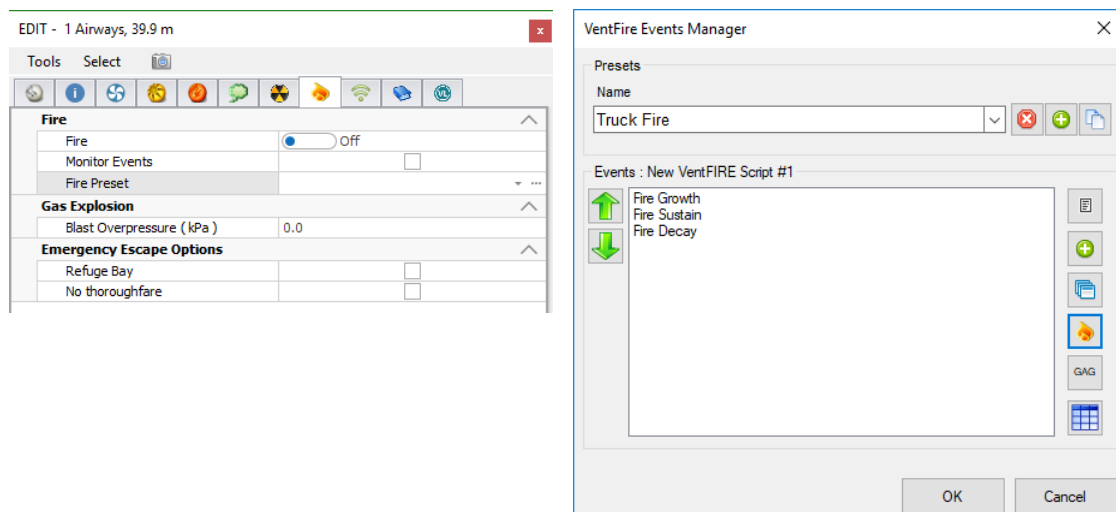 EDIT - 1 Airways, 39.9 m
x
Tools Select
VL
Fire
Fire Off
Monitor Events
Fire Preset
Gas Explosion
Blast Overpressure ( kPa ) 0.0
Emergency Escape Options
Refuge Bay
No thoroughfare
VentFire Events Manager
Presets
Name
Truck Fire
Events : New VentFIRE Script #1
Fire Growth
Fire Sustain
Fire Decay
GAG
OK Cancel